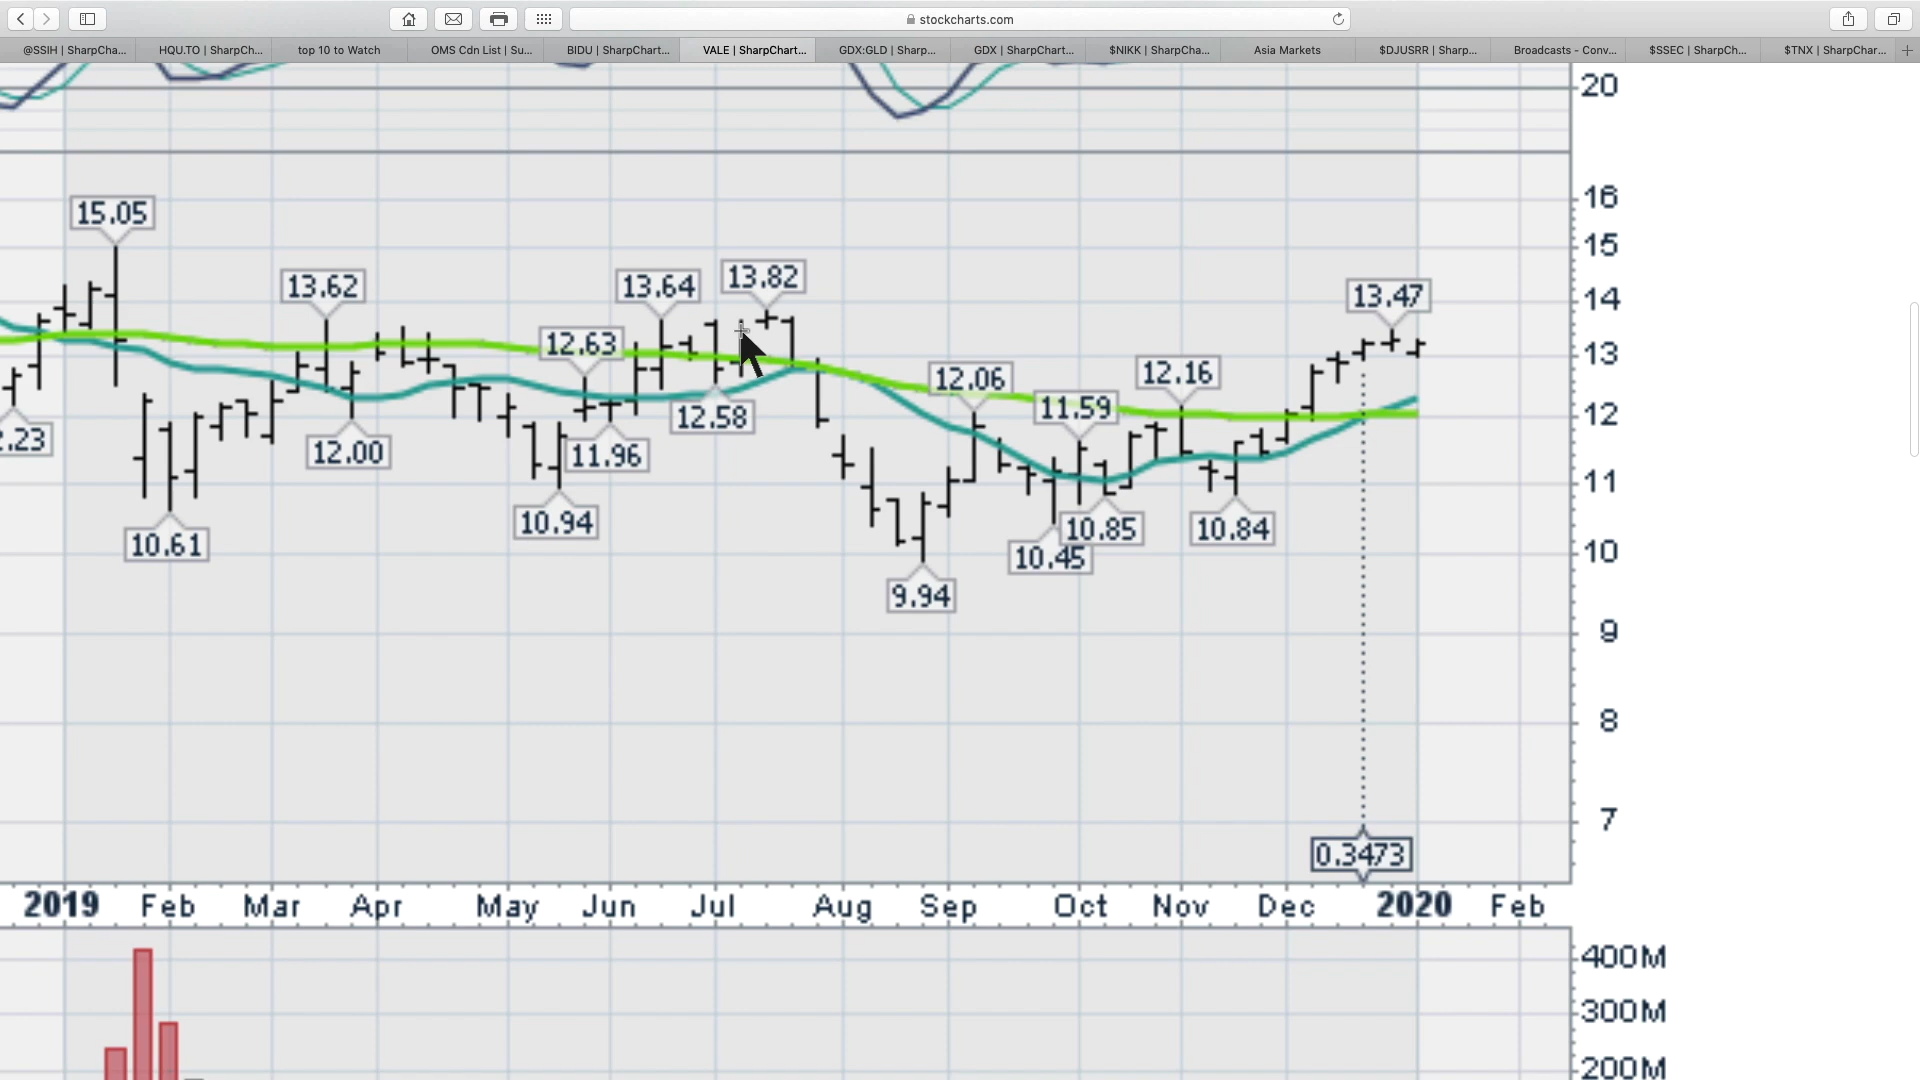 stockcharts.com
@SSIH | SharpCha...
HQU.TO | SharpCh...
top 10 to Watch
OMS Cdn List | Su...
BIDU | SharpChart...
VALE | SharpChart...
GDX:GLD | Sharp...
GDX | SharpChart...
$NIKK | SharpCha...
Asia Markets
$DJUSRR | Sharp...
Broadcasts - Conv...
$SSEC | SharpCh...
$TNX | SharpChar...
20
16
15.05
15
13.82
13.62
13.64
13.47
14
12.63
13
12.06
12.16
11.59
12.58
12
.23
12.00
11.96
11
10.94
10.85
10.84
10.61
10.45
10
9.94
9
8
7
0.3473
2019 Feb Mar Apr May Jun Jul Aug Sep Oct Nov Dec 2020 Feb
400M
300M
200M